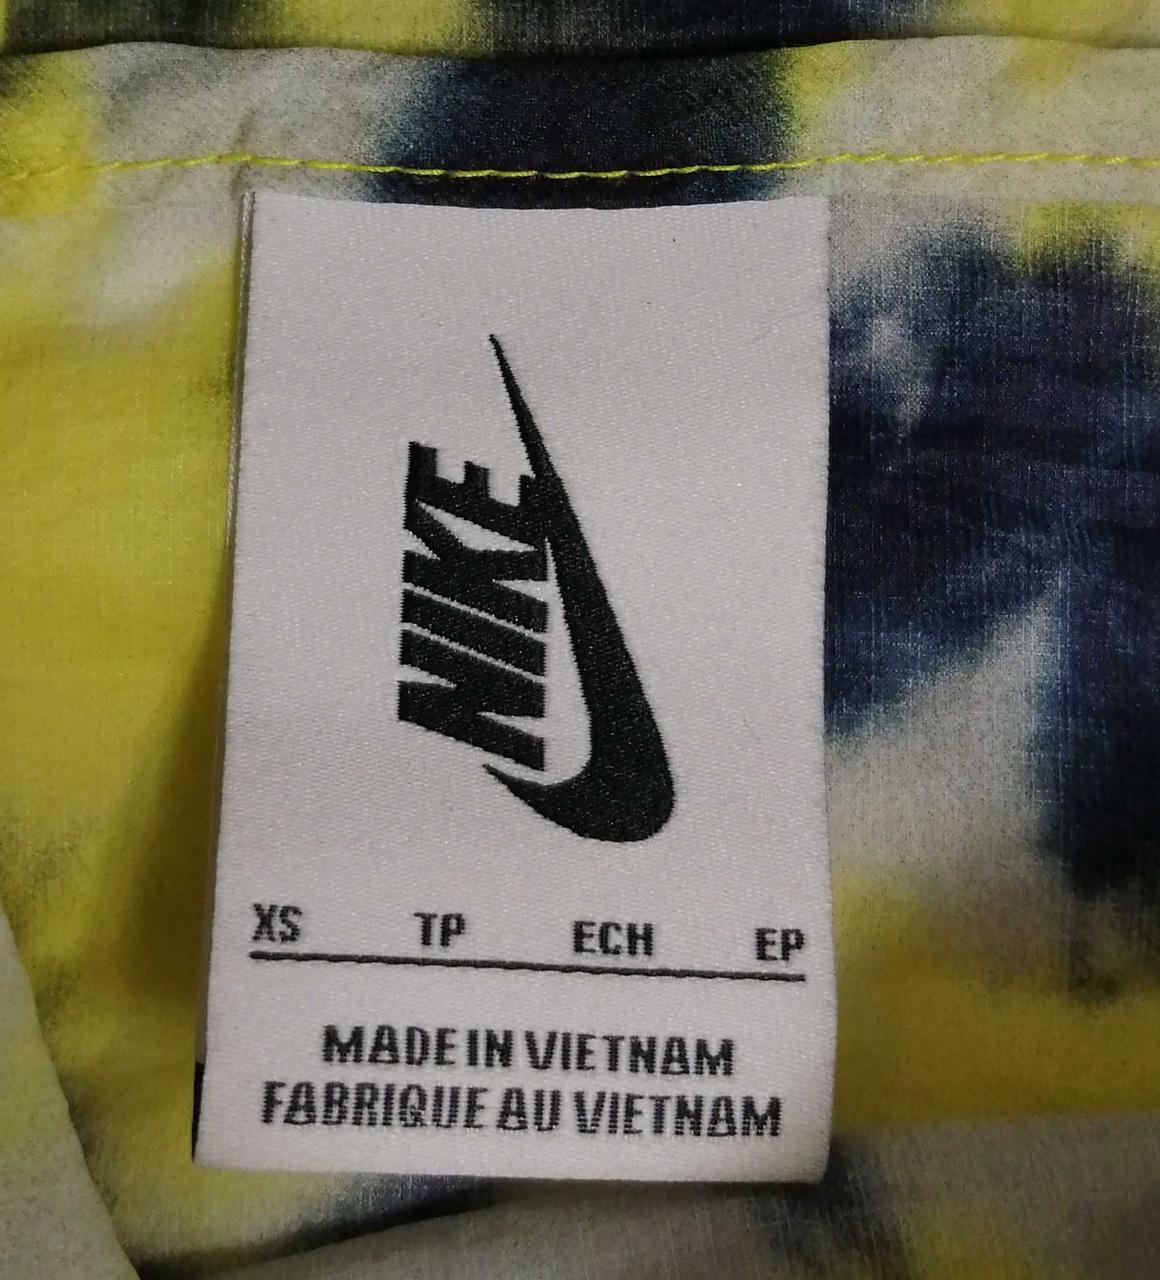 NIKE
XS TP ECH EP
MADE IN VIETNAM
FABRIQUE AU VIETNAM